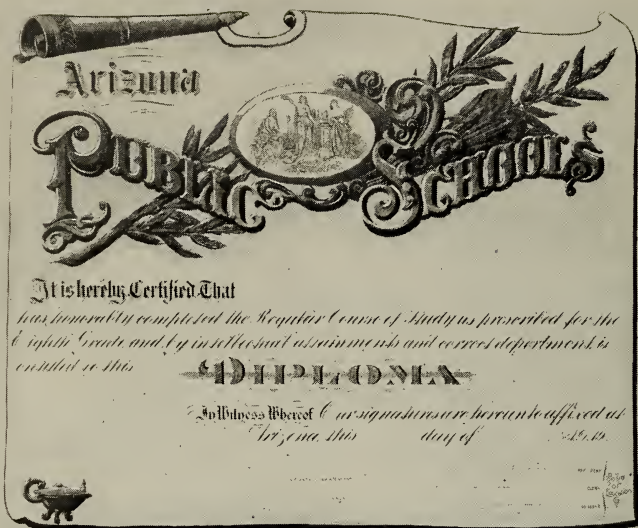 Arizona
PUBLIC SCHOOLS
It is hereby Certified That
has honorably completed the Regular Course of Study as prescribed for the
Eighth Grade and by intellectual attainments and correct deportment is
entitled to this
DIPLOMA
In Witness Whereof Our signatures are hereunto affixed at
Arizona, this day of